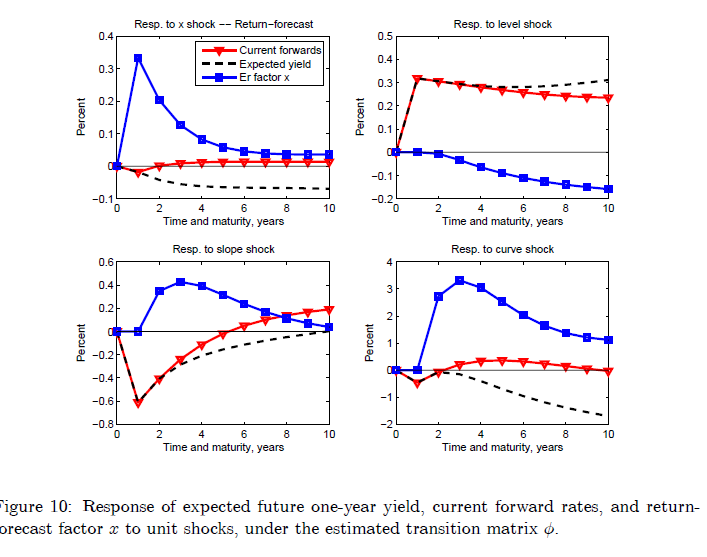 Resp. to x shock −− Return−forecast
0.4
0.3
0.2
0.1
0
−0.1
Percent
Current forwards
Expected yield
Er factor x
0 2 4 6 8 10
Time and maturity, years
Resp. to level shock
0.5
0.4
0.3
0.2
0.1
0
−0.1
−0.2
Percent
0 2 4 6 8 10
Time and maturity, years
Resp. to slope shock
0.6
0.4
0.2
0
−0.2
−0.4
−0.6
−0.8
Percent
0 2 4 6 8 10
Time and maturity, years
Resp. to curve shock
4
3
2
1
0
−1
−2
Percent
0 2 4 6 8 10
Time and maturity, years
Figure 10: Response of expected future one-year yield, current forward rates, and return-
forecast factor x to unit shocks, under the estimated transition matrix ϕ.